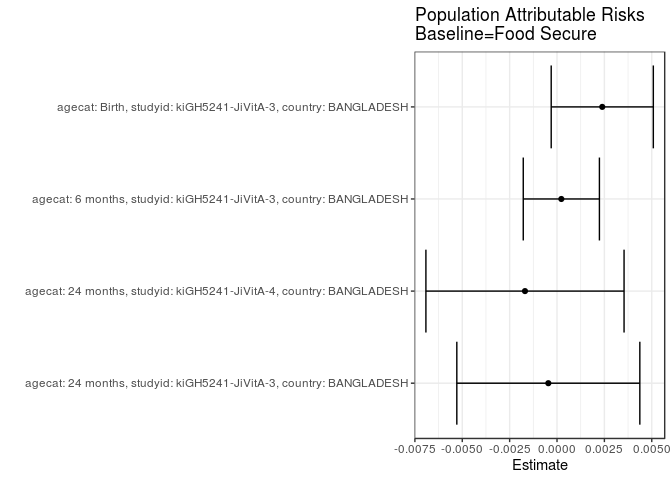 Population Attributable Risks
Baseline=Food Secure
agecat: Birth, studyid: kiGH5241-JiVitA-3, country: BANGLADESH
agecat: 6 months, studyid: kiGH5241-JiVitA-3, country: BANGLADESH
agecat: 24 months, studyid: kiGH5241-JiVitA-4, country: BANGLADESH
agecat: 24 months, studyid: kiGH5241-JiVitA-3, country: BANGLADESH
-0.0075 -0.0050 -0.0025 0.0000 0.0025 0.0050
Estimate